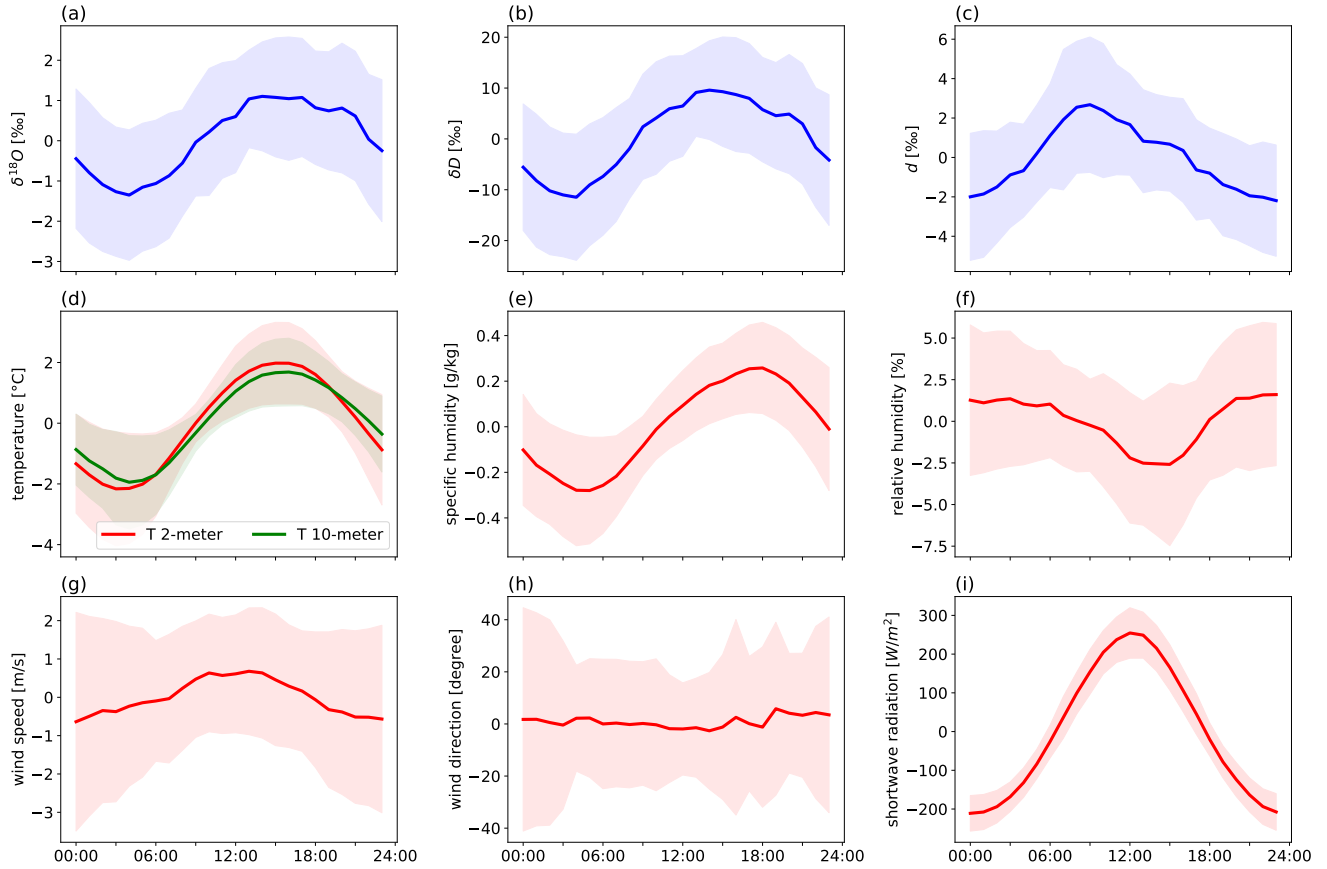 (a)
(b)
(c)
δ¹⁸O [‰]
2
1
0
−1
−2
−3
δD [‰]
20
10
0
−10
−20
d [‰]
6
4
2
0
−2
−4
(d)
(e)
(f)
temperature [°C]
2
0
−2
−4
T 2-meter
T 10-meter
specific humidity [g/kg]
0.4
0.2
0.0
−0.2
−0.4
relative humidity [%]
5.0
2.5
0.0
−2.5
−5.0
−7.5
(g)
(h)
(i)
wind speed [m/s]
2
1
0
−1
−2
−3
00:00 06:00 12:00 18:00 24:00
wind direction [degree]
40
20
0
−20
−40
00:00 06:00 12:00 18:00 24:00
shortwave radiation [W/m²]
300
200
100
0
−100
−200
00:00 06:00 12:00 18:00 24:00